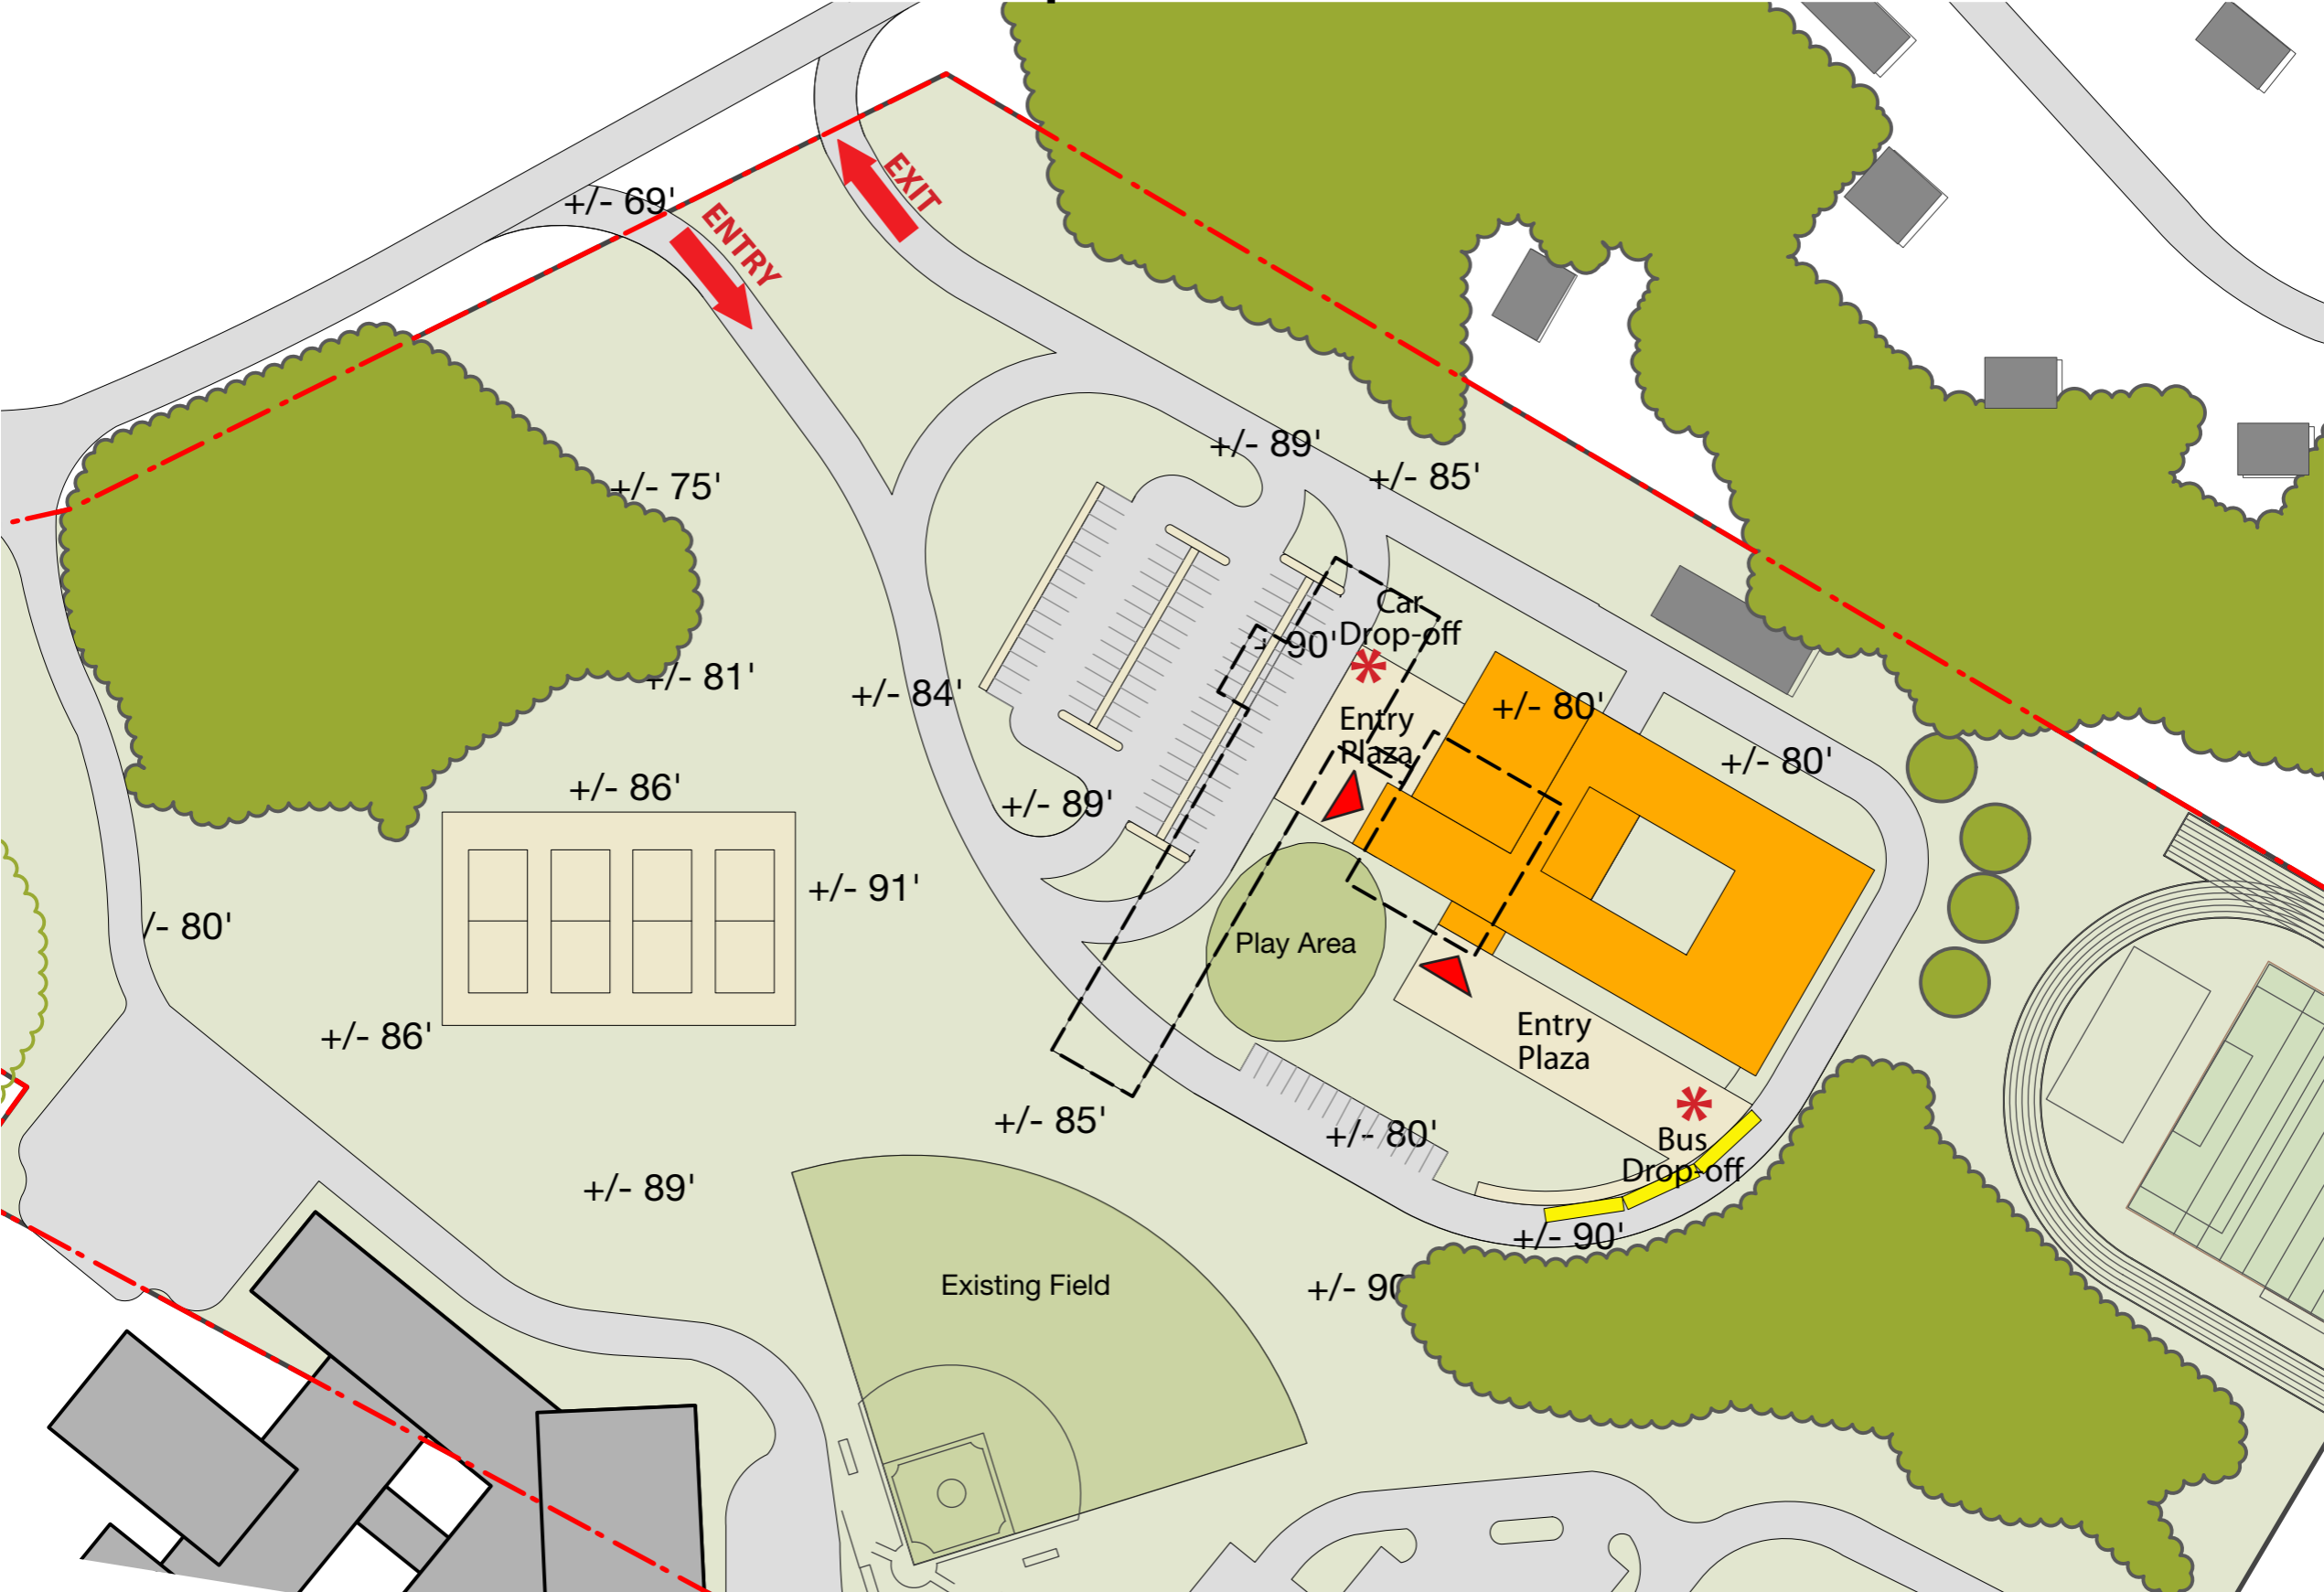 EXIT
+/- 69'
ENTRY
+/- 89'
+/- 85'
+/- 75'
Car
Drop-off
+/- 90'
+/- 81'
+/- 84'
Entry
Plaza
+/- 80'
+/- 80'
+/- 86'
+/- 89'
+/- 91'
/- 80'
Play Area
+/- 86'
Entry
Plaza
+/- 85'
+/- 80'
Bus
Drop-off
+/- 89'
+/- 90'
Existing Field
+/- 90